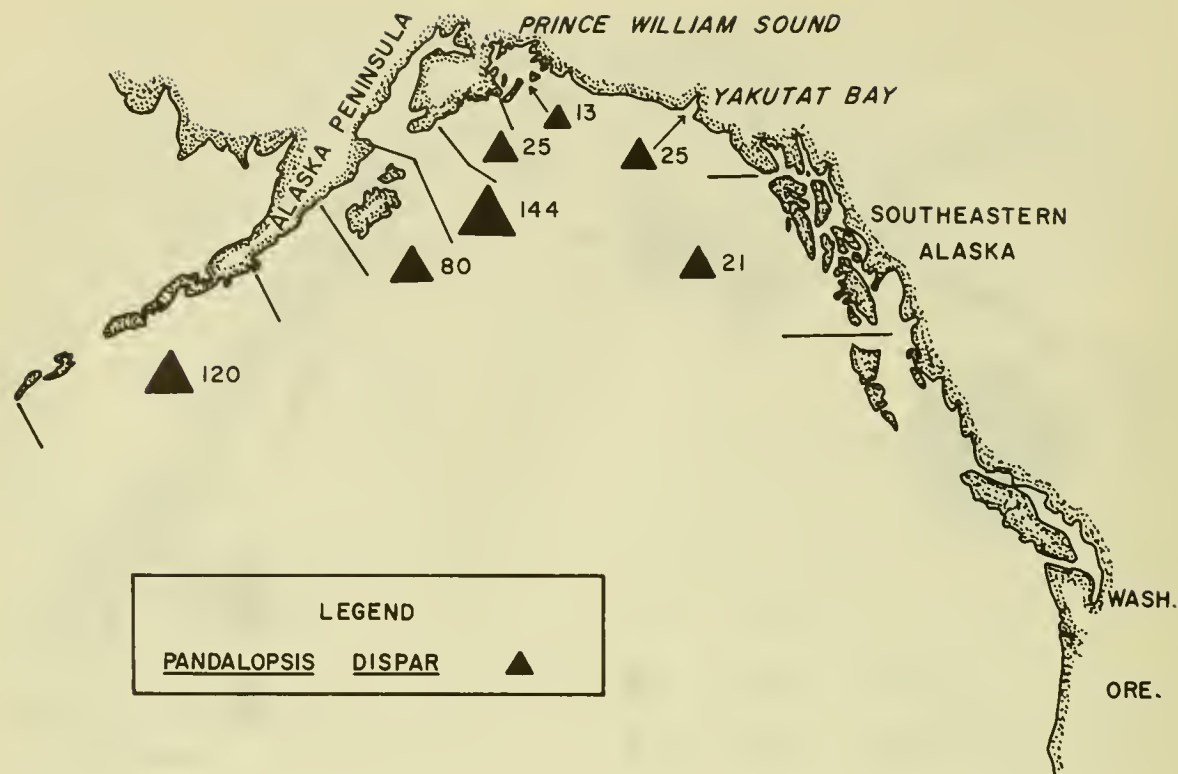 PRINCE WILLIAM SOUND
ALASKA PENINSULA
YAKUTAT BAY
13
25
25
144
80
21
120
SOUTHEASTERN
ALASKA
LEGEND
PANDALOPSIS DISPAR
WASH.
ORE.